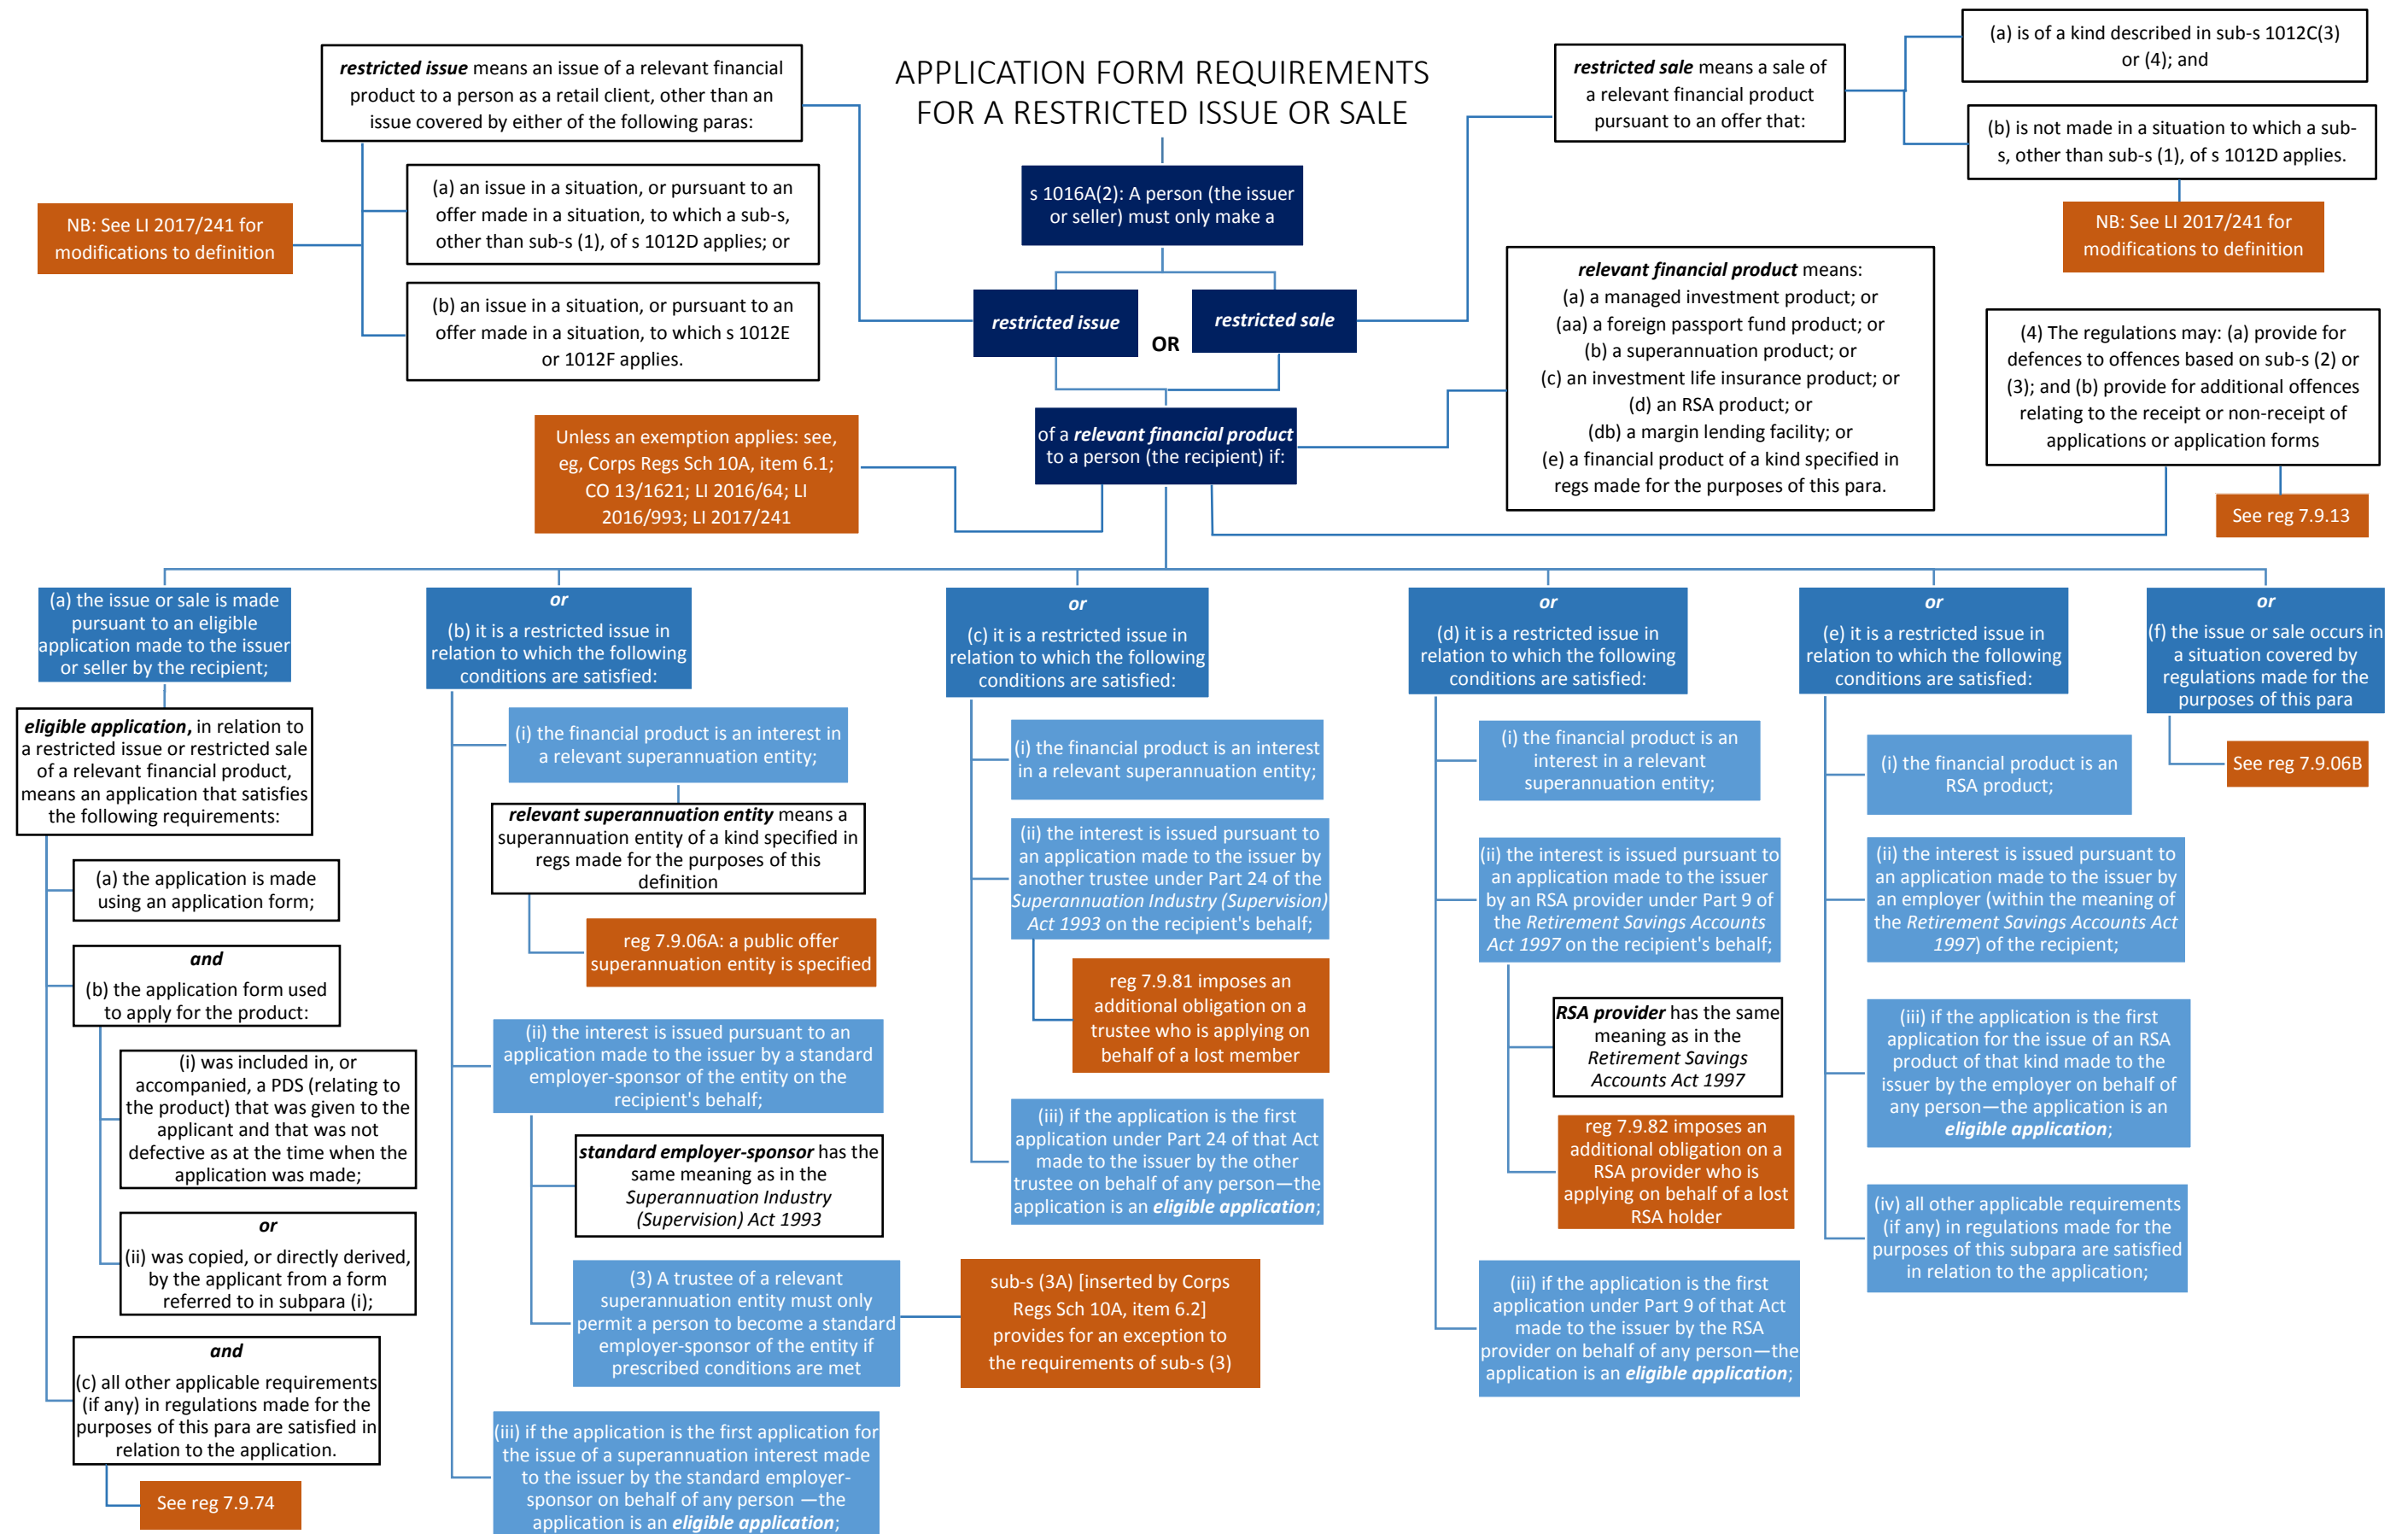 APPLICATION FORM REQUIREMENTS
FOR A RESTRICTED ISSUE OR SALE
restricted issue means an issue of a relevant financial
product to a person as a retail client, other than an
issue covered by either of the following paras:
(a) an issue in a situation, or pursuant to an
offer made in a situation, to which a sub-s,
other than sub-s (1), of s 1012D applies; or
(b) an issue in a situation, or pursuant to an
offer made in a situation, to which s 1012E
or 1012F applies.
NB: See LI 2017/241 for
modifications to definition
s 1016A(2): A person (the issuer
or seller) must only make a
restricted issue
OR
restricted sale
of a relevant financial product
to a person (the recipient) if:
restricted sale means a sale of
a relevant financial product
pursuant to an offer that:
(a) is of a kind described in sub-s 1012C(3)
or (4); and
(b) is not made in a situation to which a sub-
s, other than sub-s (1), of s 1012D applies.
NB: See LI 2017/241 for
modifications to definition
relevant financial product means:
(a) a managed investment product; or
(aa) a foreign passport fund product; or
(b) a superannuation product; or
(c) an investment life insurance product; or
(d) an RSA product; or
(db) a margin lending facility; or
(e) a financial product of a kind specified in
regs made for the purposes of this para.
(4) The regulations may: (a) provide for
defences to offences based on sub-s (2) or
(3); and (b) provide for additional offences
relating to the receipt or non-receipt of
applications or application forms
See reg 7.9.13
Unless an exemption applies: see,
eg, Corps Regs Sch 10A, item 6.1;
CO 13/1621; LI 2016/64; LI
2016/993; LI 2017/241
(a) the issue or sale is made
pursuant to an eligible
application made to the issuer
or seller by the recipient;
eligible application, in relation to
a restricted issue or restricted sale
of a relevant financial product,
means an application that satisfies
the following requirements:
(a) the application is made
using an application form;
and
(b) the application form used
to apply for the product:
(i) was included in, or
accompanied, a PDS (relating to
the product) that was given to the
applicant and that was not
defective as at the time when the
application was made;
or
(ii) was copied, or directly derived,
by the applicant from a form
referred to in subpara (i);
and
(c) all other applicable requirements
(if any) in regulations made for the
purposes of this para are satisfied in
relation to the application.
See reg 7.9.74
or
(b) it is a restricted issue in
relation to which the following
conditions are satisfied:
(i) the financial product is an interest in
a relevant superannuation entity;
relevant superannuation entity means a
superannuation entity of a kind specified in
regs made for the purposes of this
definition
reg 7.9.06A: a public offer
superannuation entity is specified
(ii) the interest is issued pursuant to an
application made to the issuer by a standard
employer-sponsor of the entity on the
recipient's behalf;
standard employer-sponsor has the
same meaning as in the
Superannuation Industry
(Supervision) Act 1993
(3) A trustee of a relevant
superannuation entity must only
permit a person to become a standard
employer-sponsor of the entity if
prescribed conditions are met
sub-s (3A) [inserted by Corps
Regs Sch 10A, item 6.2]
provides for an exception to
the requirements of sub-s (3)
(iii) if the application is the first application for
the issue of a superannuation interest made
to the issuer by the standard employer-
sponsor on behalf of any person —the
application is an eligible application;
or
(c) it is a restricted issue in
relation to which the following
conditions are satisfied:
(i) the financial product is an interest
in a relevant superannuation entity;
(ii) the interest is issued pursuant to
an application made to the issuer by
another trustee under Part 24 of the
Superannuation Industry (Supervision)
Act 1993 on the recipient's behalf;
reg 7.9.81 imposes an
additional obligation on a
trustee who is applying on
behalf of a lost member
(iii) if the application is the first
application under Part 24 of that Act
made to the issuer by the other
trustee on behalf of any person—the
application is an eligible application;
or
(d) it is a restricted issue in
relation to which the following
conditions are satisfied:
(i) the financial product is an
interest in a relevant
superannuation entity;
(ii) the interest is issued pursuant to
an application made to the issuer
by an RSA provider under Part 9 of
the Retirement Savings Accounts
Act 1997 on the recipient's behalf;
RSA provider has the same
meaning as in the
Retirement Savings
Accounts Act 1997
reg 7.9.82 imposes an
additional obligation on a
RSA provider who is
applying on behalf of a lost
RSA holder
(iii) if the application is the first
application under Part 9 of that Act
made to the issuer by the RSA
provider on behalf of any person—the
application is an eligible application;
or
(e) it is a restricted issue in
relation to which the following
conditions are satisfied:
(i) the financial product is an
RSA product;
(ii) the interest is issued pursuant to
an application made to the issuer by
an employer (within the meaning of
the Retirement Savings Accounts Act
1997) of the recipient;
(iii) if the application is the first
application for the issue of an RSA
product of that kind made to the
issuer by the employer on behalf of
any person—the application is an
eligible application;
(iv) all other applicable requirements
(if any) in regulations made for the
purposes of this subpara are satisfied
in relation to the application;
or
(f) the issue or sale occurs in
a situation covered by
regulations made for the
purposes of this para
See reg 7.9.06B